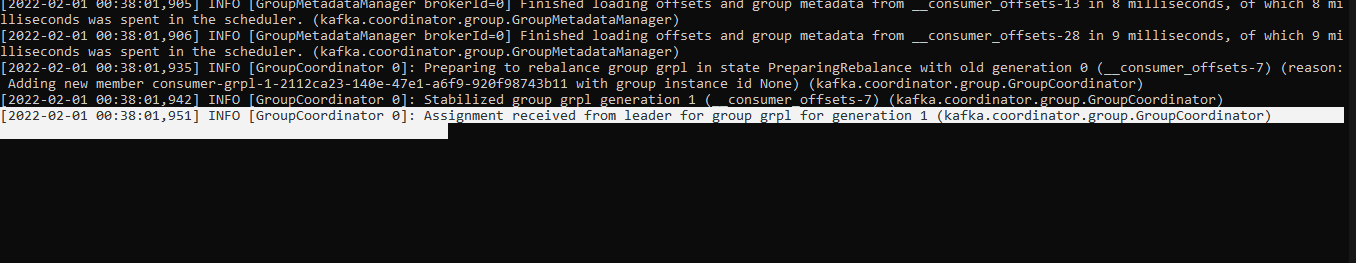 [2022-02-01 00:38:01,905] INFO [GroupMetadataManager brokerId=0] Finished loading offsets and group metadata from __consumer_offsets-13 in 8 milliseconds, of which 8 mi
lliseconds was spent in the scheduler. (kafka.coordinator.group.GroupMetadataManager)
[2022-02-01 00:38:01,906] INFO [GroupMetadataManager brokerId=0] Finished loading offsets and group metadata from __consumer_offsets-28 in 9 milliseconds, of which 9 mi
lliseconds was spent in the scheduler. (kafka.coordinator.group.GroupMetadataManager)
[2022-02-01 00:38:01,935] INFO [GroupCoordinator 0]: Preparing to rebalance group grpl in state PreparingRebalance with old generation 0 (__consumer_offsets-7) (reason:
Adding new member consumer-grpl-1-2112ca23-140e-47e1-a6f9-920f98743b11 with group instance id None) (kafka.coordinator.group.GroupCoordinator)
[2022-02-01 00:38:01,942] INFO [GroupCoordinator 0]: Stabilized group grpl generation 1 (__consumer_offsets-7) (kafka.coordinator.group.GroupCoordinator)
[2022-02-01 00:38:01,951] INFO [GroupCoordinator 0]: Assignment received from leader for group grpl for generation 1 (kafka.coordinator.group.GroupCoordinator)